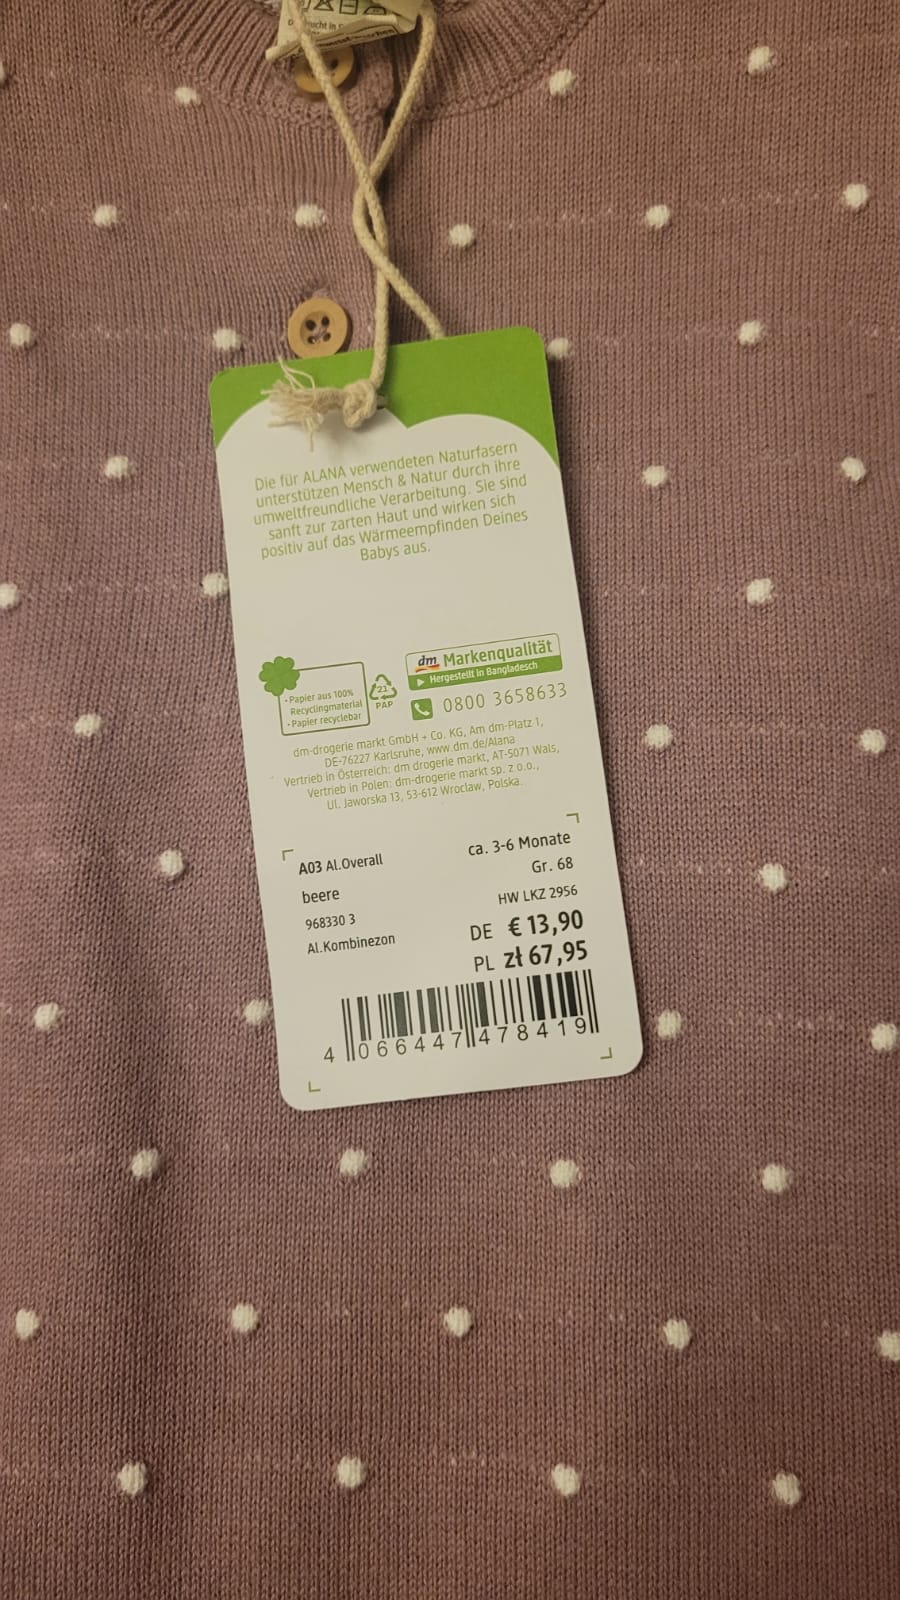 Die für ALANA verwendeten Naturfasern
unterstützen Mensch & Natur durch ihre
umweltfreundliche Verarbeitung. Sie sind
sanft zur zarten Haut und wirken sich
positiv auf das Wärmeempfinden Deines
Babys aus.
• Papier aus 100%
Recyclingmaterial
• Papier recyclebar
21
PAP
dm Markenqualität
Hergestellt in Bangladesch
0800 3658633
dm-drogerie markt GmbH + Co. KG, Am dm-Platz 1,
DE-76227 Karlsruhe, www.dm.de/Alana
Vertrieb in Österreich: dm drogerie markt, AT-5071 Wals,
Vertrieb in Polen: dm-drogerie markt sp. z o.o.,
Ul. Jaworska 13, 53-612 Wroclaw, Polska.
A03 Al.Overall
beere
968330 3
Al.Kombinezon
ca. 3-6 Monate
Gr. 68
HW LKZ 2956
DE € 13,90
PL zł 67,95
4 066447 478419